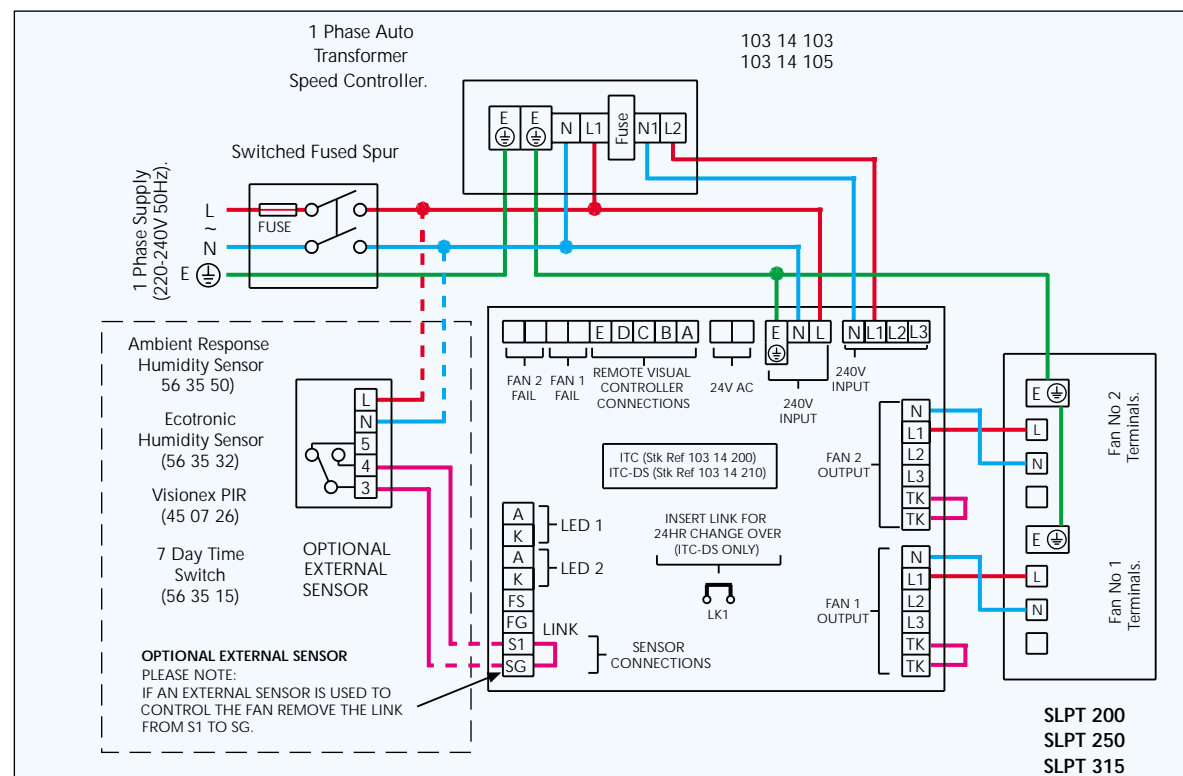 1 Phase Auto
Transformer
Speed Controller.
103 14 103
103 14 105
E
E
N
L1
Fuse
N1
L2
Switched Fused Spur
1 Phase Supply
(220-240V 50Hz).
L
~
N
E
FUSE
Ambient Response
Humidity Sensor
56 35 50)
Ecotronic
Humidity Sensor
(56 35 32)
Visionex PIR
(45 07 26)
7 Day Time
Switch
(56 35 15)
L
N
5
4
3
OPTIONAL
EXTERNAL
SENSOR
OPTIONAL EXTERNAL SENSOR
PLEASE NOTE:
IF AN EXTERNAL SENSOR IS USED TO
CONTROL THE FAN REMOVE THE LINK
FROM S1 TO SG.
E
D
C
B
A
E
N
L
N
L1
L2
L3
FAN 2
FAIL
FAN 1
FAIL
REMOTE VISUAL
CONTROLLER
CONNECTIONS
24V AC
240V
INPUT
240V
INPUT
ITC (Stk Ref 103 14 200)
ITC-DS (Stk Ref 103 14 210)
INSERT LINK FOR
24HR CHANGE OVER
(ITC-DS ONLY)
LK1
A
K
LED 1
A
K
LED 2
FS
FG
S1
SG
LINK
SENSOR
CONNECTIONS
FAN 2
OUTPUT
N
L1
L2
L3
TK
TK
FAN 1
OUTPUT
N
L1
L2
L3
TK
TK
E
L
N
Fan No 2
Terminals.
E
L
N
Fan No 1
Terminals.
SLPT 200
SLPT 250
SLPT 315